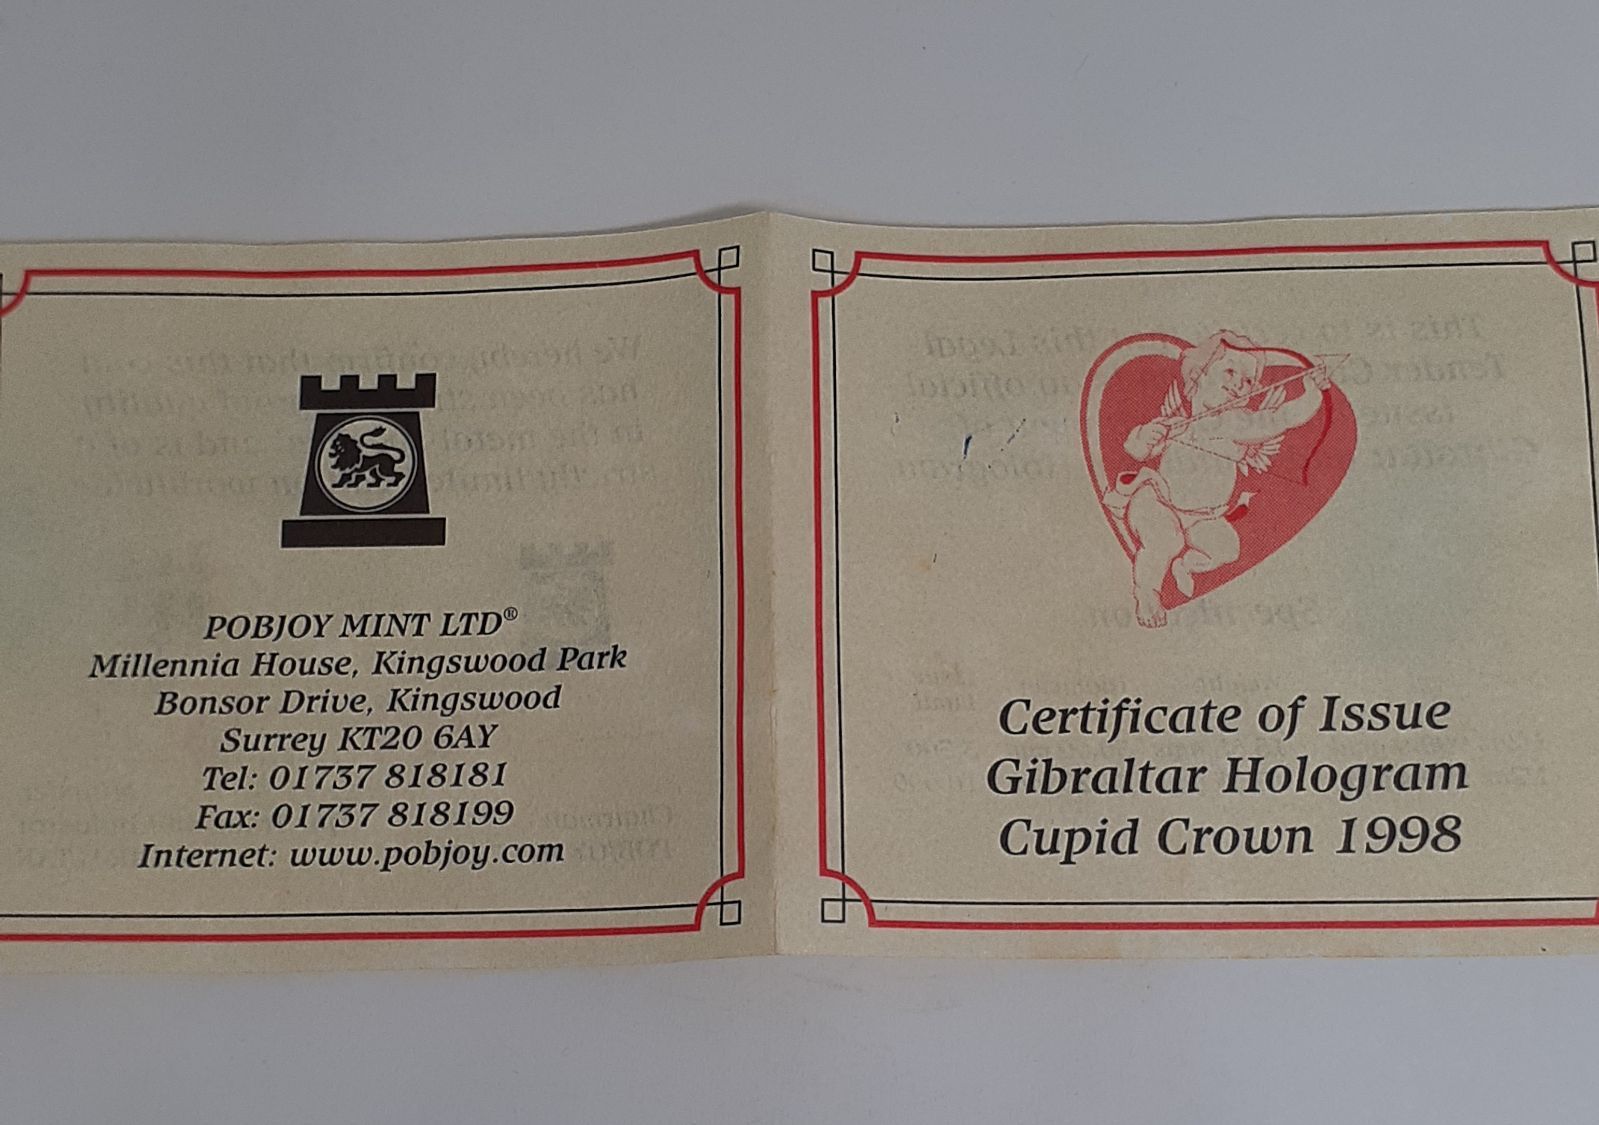 POBJOY MINT LTD®
Millennia House, Kingswood Park
Bonsor Drive, Kingswood
Surrey KT20 6AY
Tel: 01737 818181
Fax: 01737 818199
Internet: www.pobjoy.com
Certificate of Issue
Gibraltar Hologram
Cupid Crown 1998